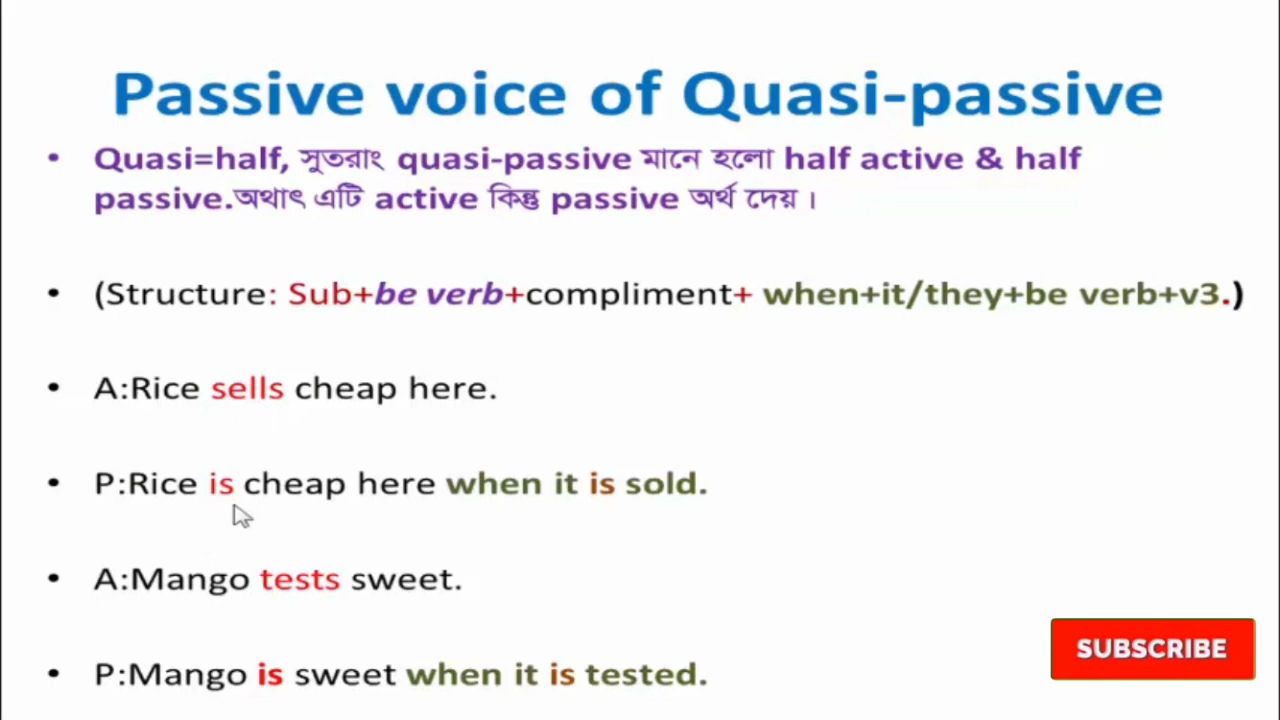 Passive voice of Quasi-passive
• Quasi=half, সুতরাং quasi-passive মানে হলো half active & half
passive.অথাৎ এটি active কিন্তু passive অর্থ দেয় ।
• (Structure: Sub+be verb+compliment+ when+it/they+be verb+v3.)
• A:Rice sells cheap here.
• P:Rice is cheap here when it is sold.
• A:Mango tests sweet.
• P:Mango is sweet when it is tested.
SUBSCRIBE